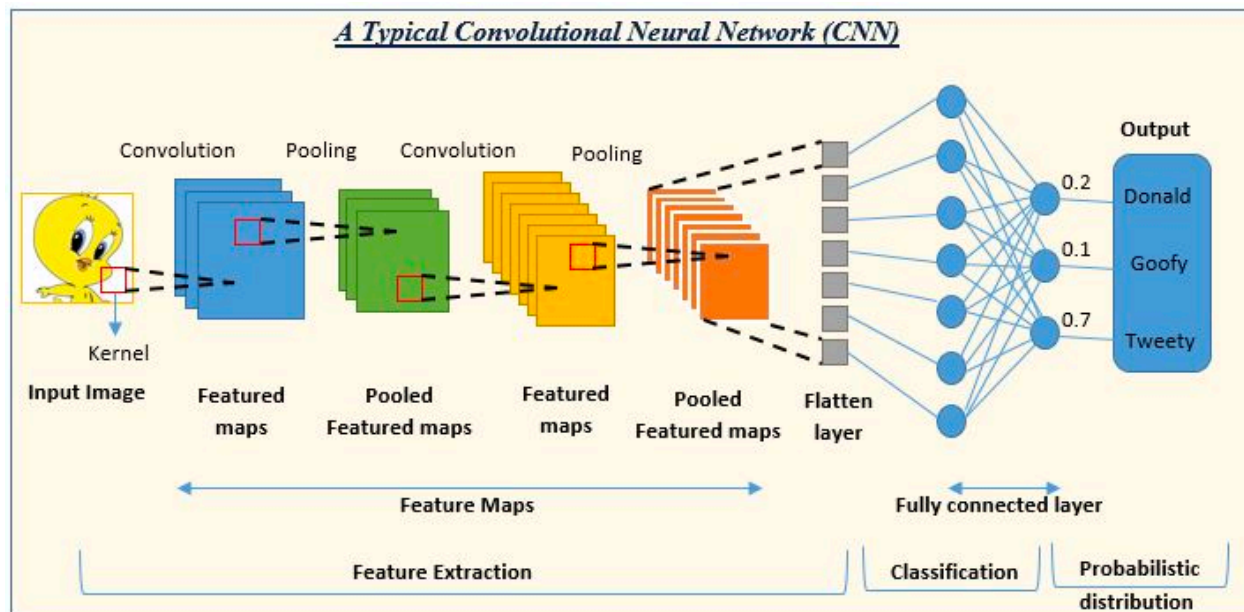 A Typical Convolutional Neural Network (CNN)
Convolution
Pooling
Convolution
Pooling
Output
0.2
Donald
0.1
Goofy
0.7
Tweety
Kernel
Input Image
Featured
maps
Pooled
Featured maps
Featured
maps
Pooled
Featured maps
Flatten
layer
Feature Maps
Fully connected layer
Feature Extraction
Classification
Probabilistic
distribution